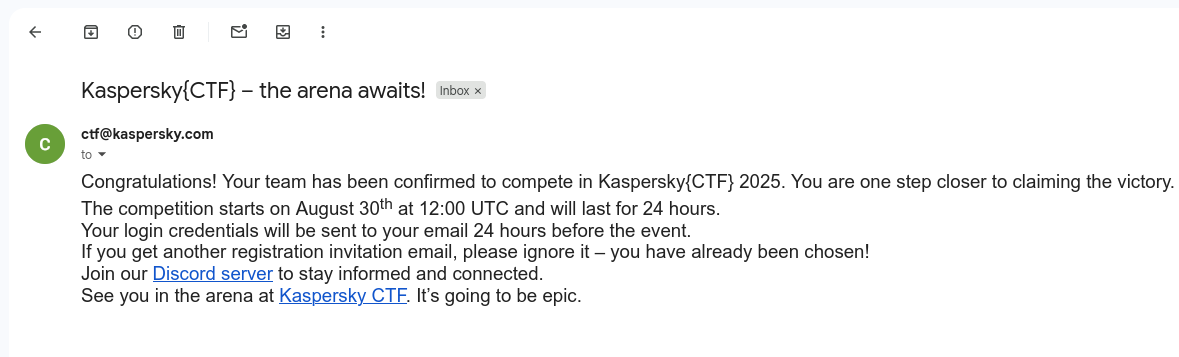 Kaspersky{CTF} – the arena awaits! Inbox ×
C
ctf@kaspersky.com
to
Congratulations! Your team has been confirmed to compete in Kaspersky{CTF} 2025. You are one step closer to claiming the victory.
The competition starts on August 30th at 12:00 UTC and will last for 24 hours.
Your login credentials will be sent to your email 24 hours before the event.
If you get another registration invitation email, please ignore it – you have already been chosen!
Join our Discord server to stay informed and connected.
See you in the arena at Kaspersky CTF. It’s going to be epic.